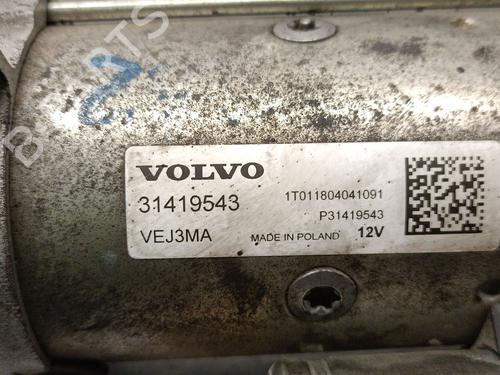 VOLVO
31419543
1T011804041091
P31419543
VEJ3MA
MADE IN POLAND 12V